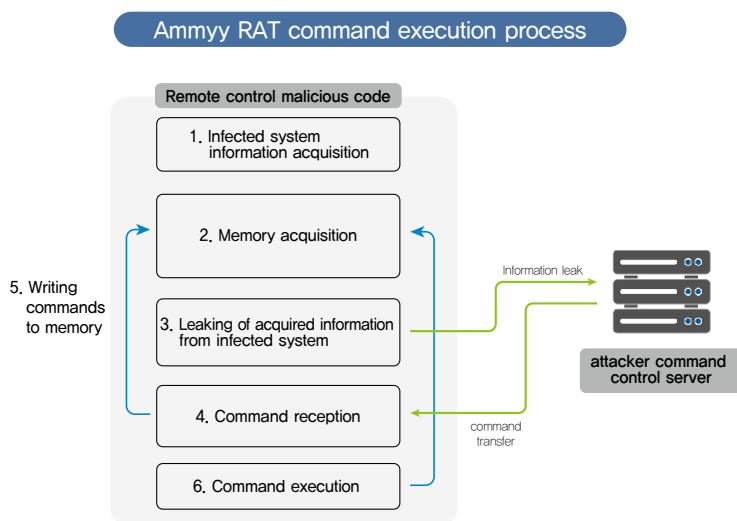 Ammyy RAT command execution process
Remote control malicious code
1. Infected system
information acquisition
2. Memory acquisition
3. Leaking of acquired information
from infected system
4. Command reception
5. Writing
commands
to memory
6. Command execution
Information leak
command
transfer
attacker command
control server